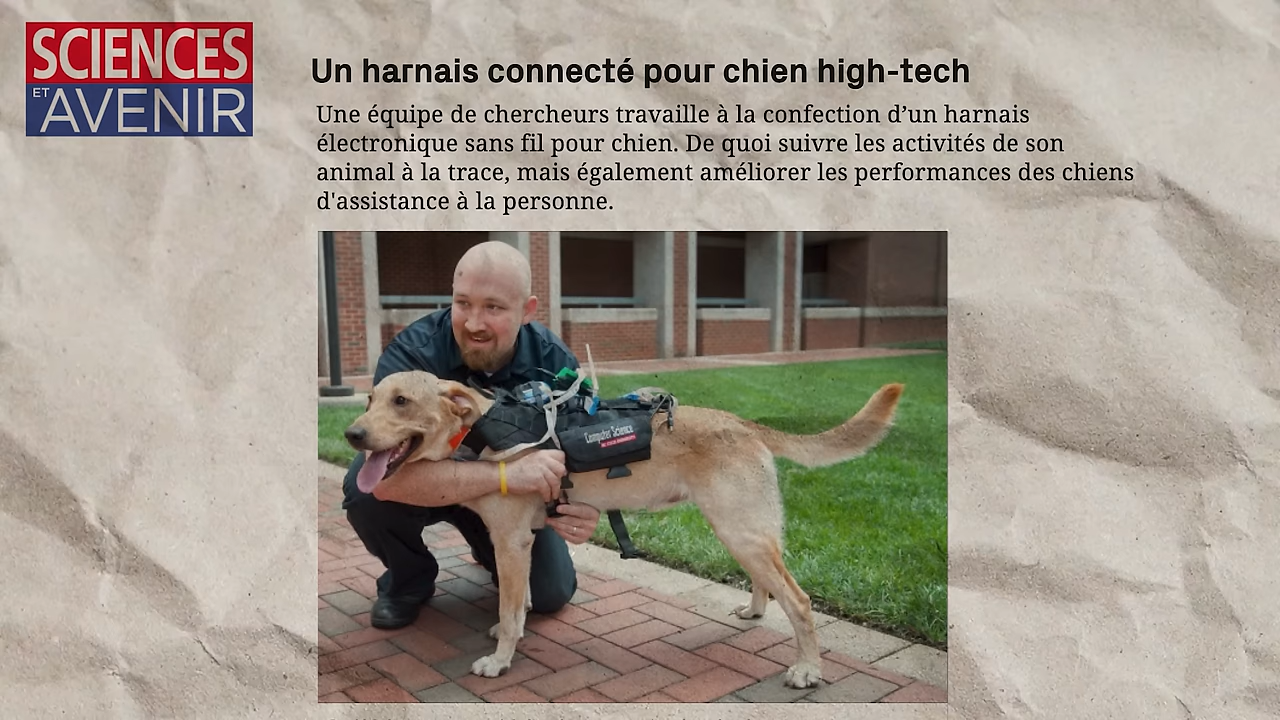 SCIENCES
ET AVENIR
Un harnais connecté pour chien high-tech
Une équipe de chercheurs travaille à la confection d’un harnais
électronique sans fil pour chien. De quoi suivre les activités de son
animal à la trace, mais également améliorer les performances des chiens
d'assistance à la personne.
Computer Science